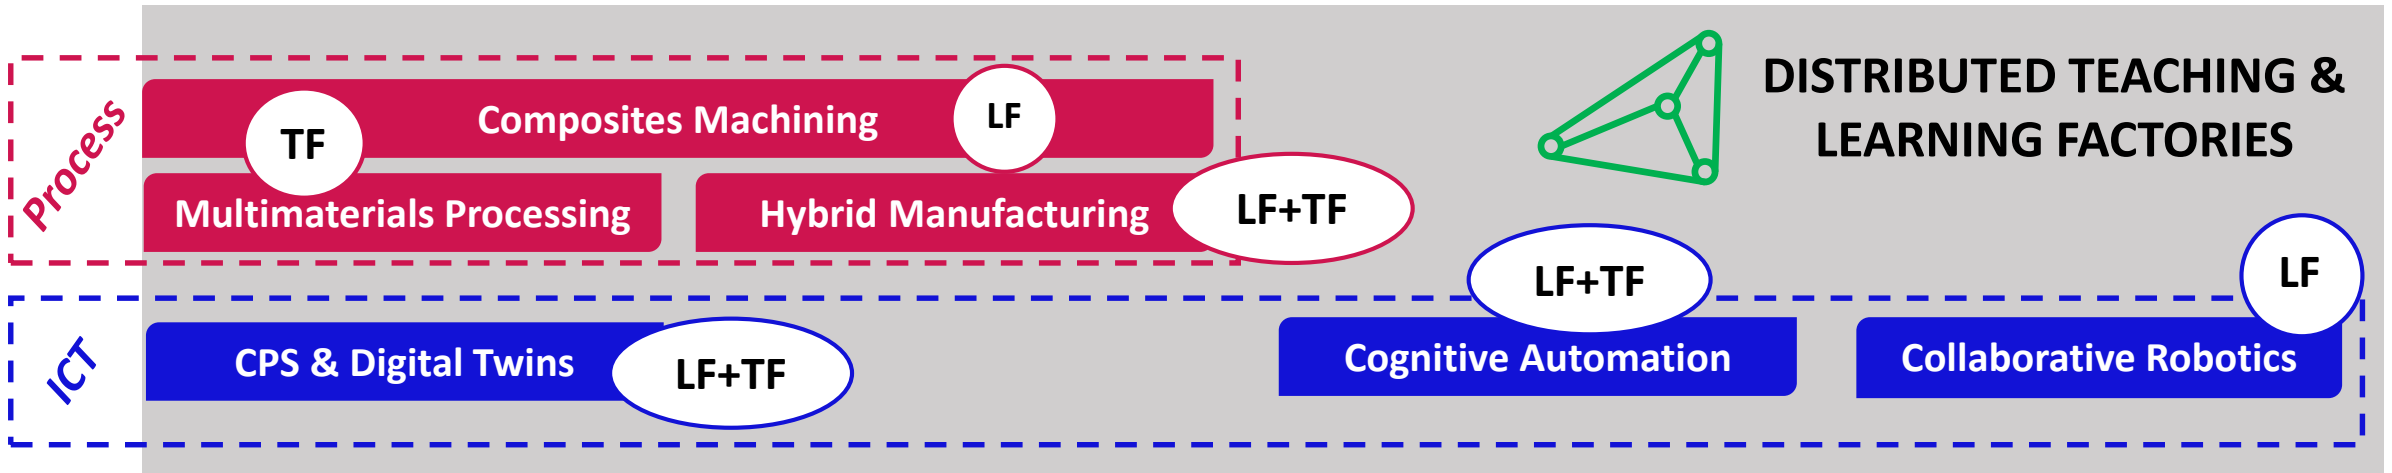 DISTRIBUTED TEACHING &
LEARNING FACTORIES
Process
Composites Machining
LF
TF
Multimaterials Processing
Hybrid Manufacturing
LF+TF
ICT
CPS & Digital Twins
LF+TF
Cognitive Automation
LF+TF
Collaborative Robotics
LF